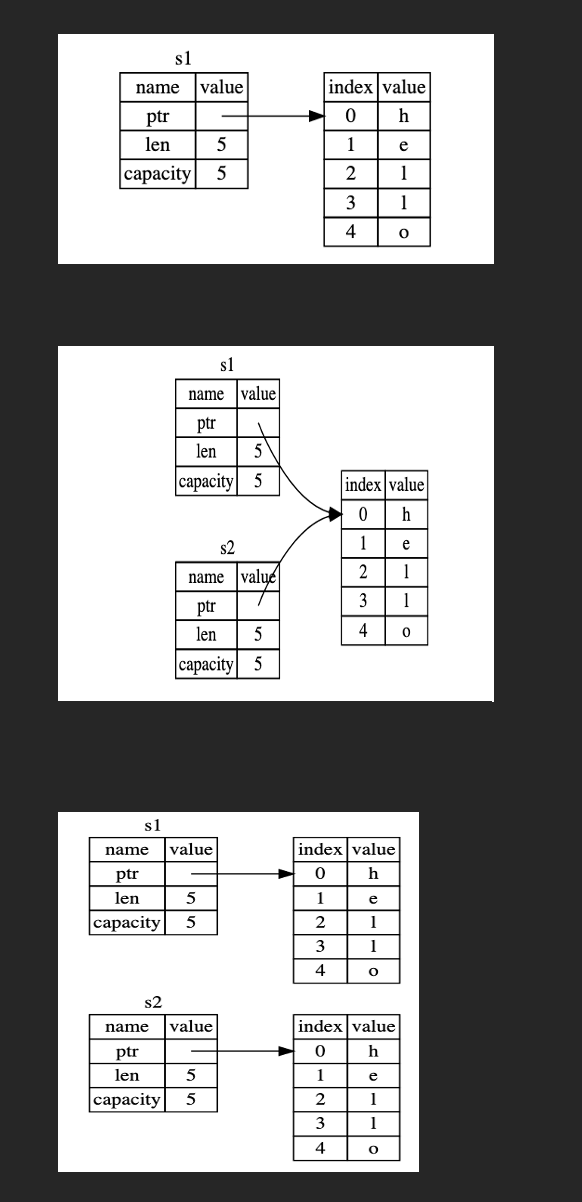 s1
name value
ptr
len 5
capacity 5
index value
0 h
1 e
2 l
3 l
4 o
s1
name value
ptr
len 5
capacity 5
s2
name value
ptr
len 5
capacity 5
index value
0 h
1 e
2 l
3 l
4 o
s1
name value
ptr
len 5
capacity 5
index value
0 h
1 e
2 l
3 l
4 o
s2
name value
ptr
len 5
capacity 5
index value
0 h
1 e
2 l
3 l
4 o